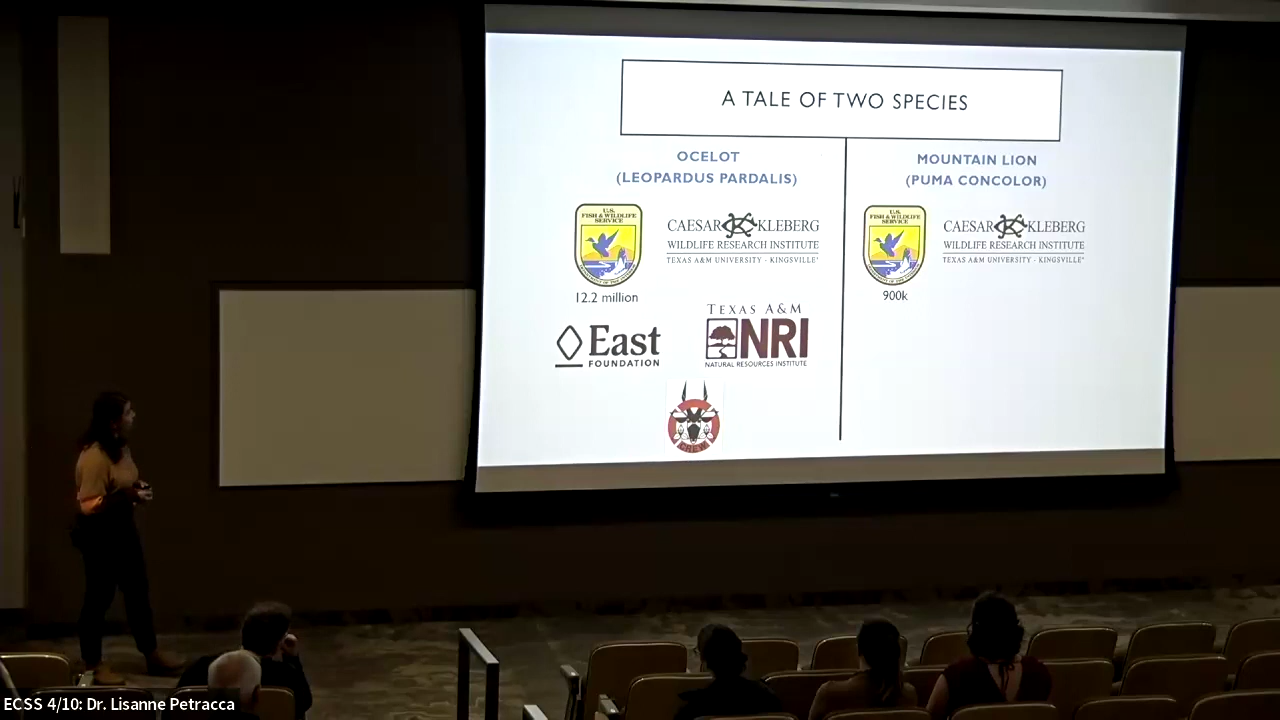 A TALE OF TWO SPECIES
OCELOT
(LEOPARDUS PARDALIS)
U.S.
FISH & WILDLIFE
SERVICE
CAESAR KLEBERG
WILDLIFE RESEARCH INSTITUTE
TEXAS A&M UNIVERSITY - KINGSVILLE
12.2 million
East
FOUNDATION
TEXAS A&M
NRI
NATURAL RESOURCES INSTITUTE
CREW
MOUNTAIN LION
(PUMA CONCOLOR)
U.S.
FISH & WILDLIFE
SERVICE
CAESAR KLEBERG
WILDLIFE RESEARCH INSTITUTE
TEXAS A&M UNIVERSITY - KINGSVILLE
900k
ECSS 4/10: Dr. Lisanne Petracca